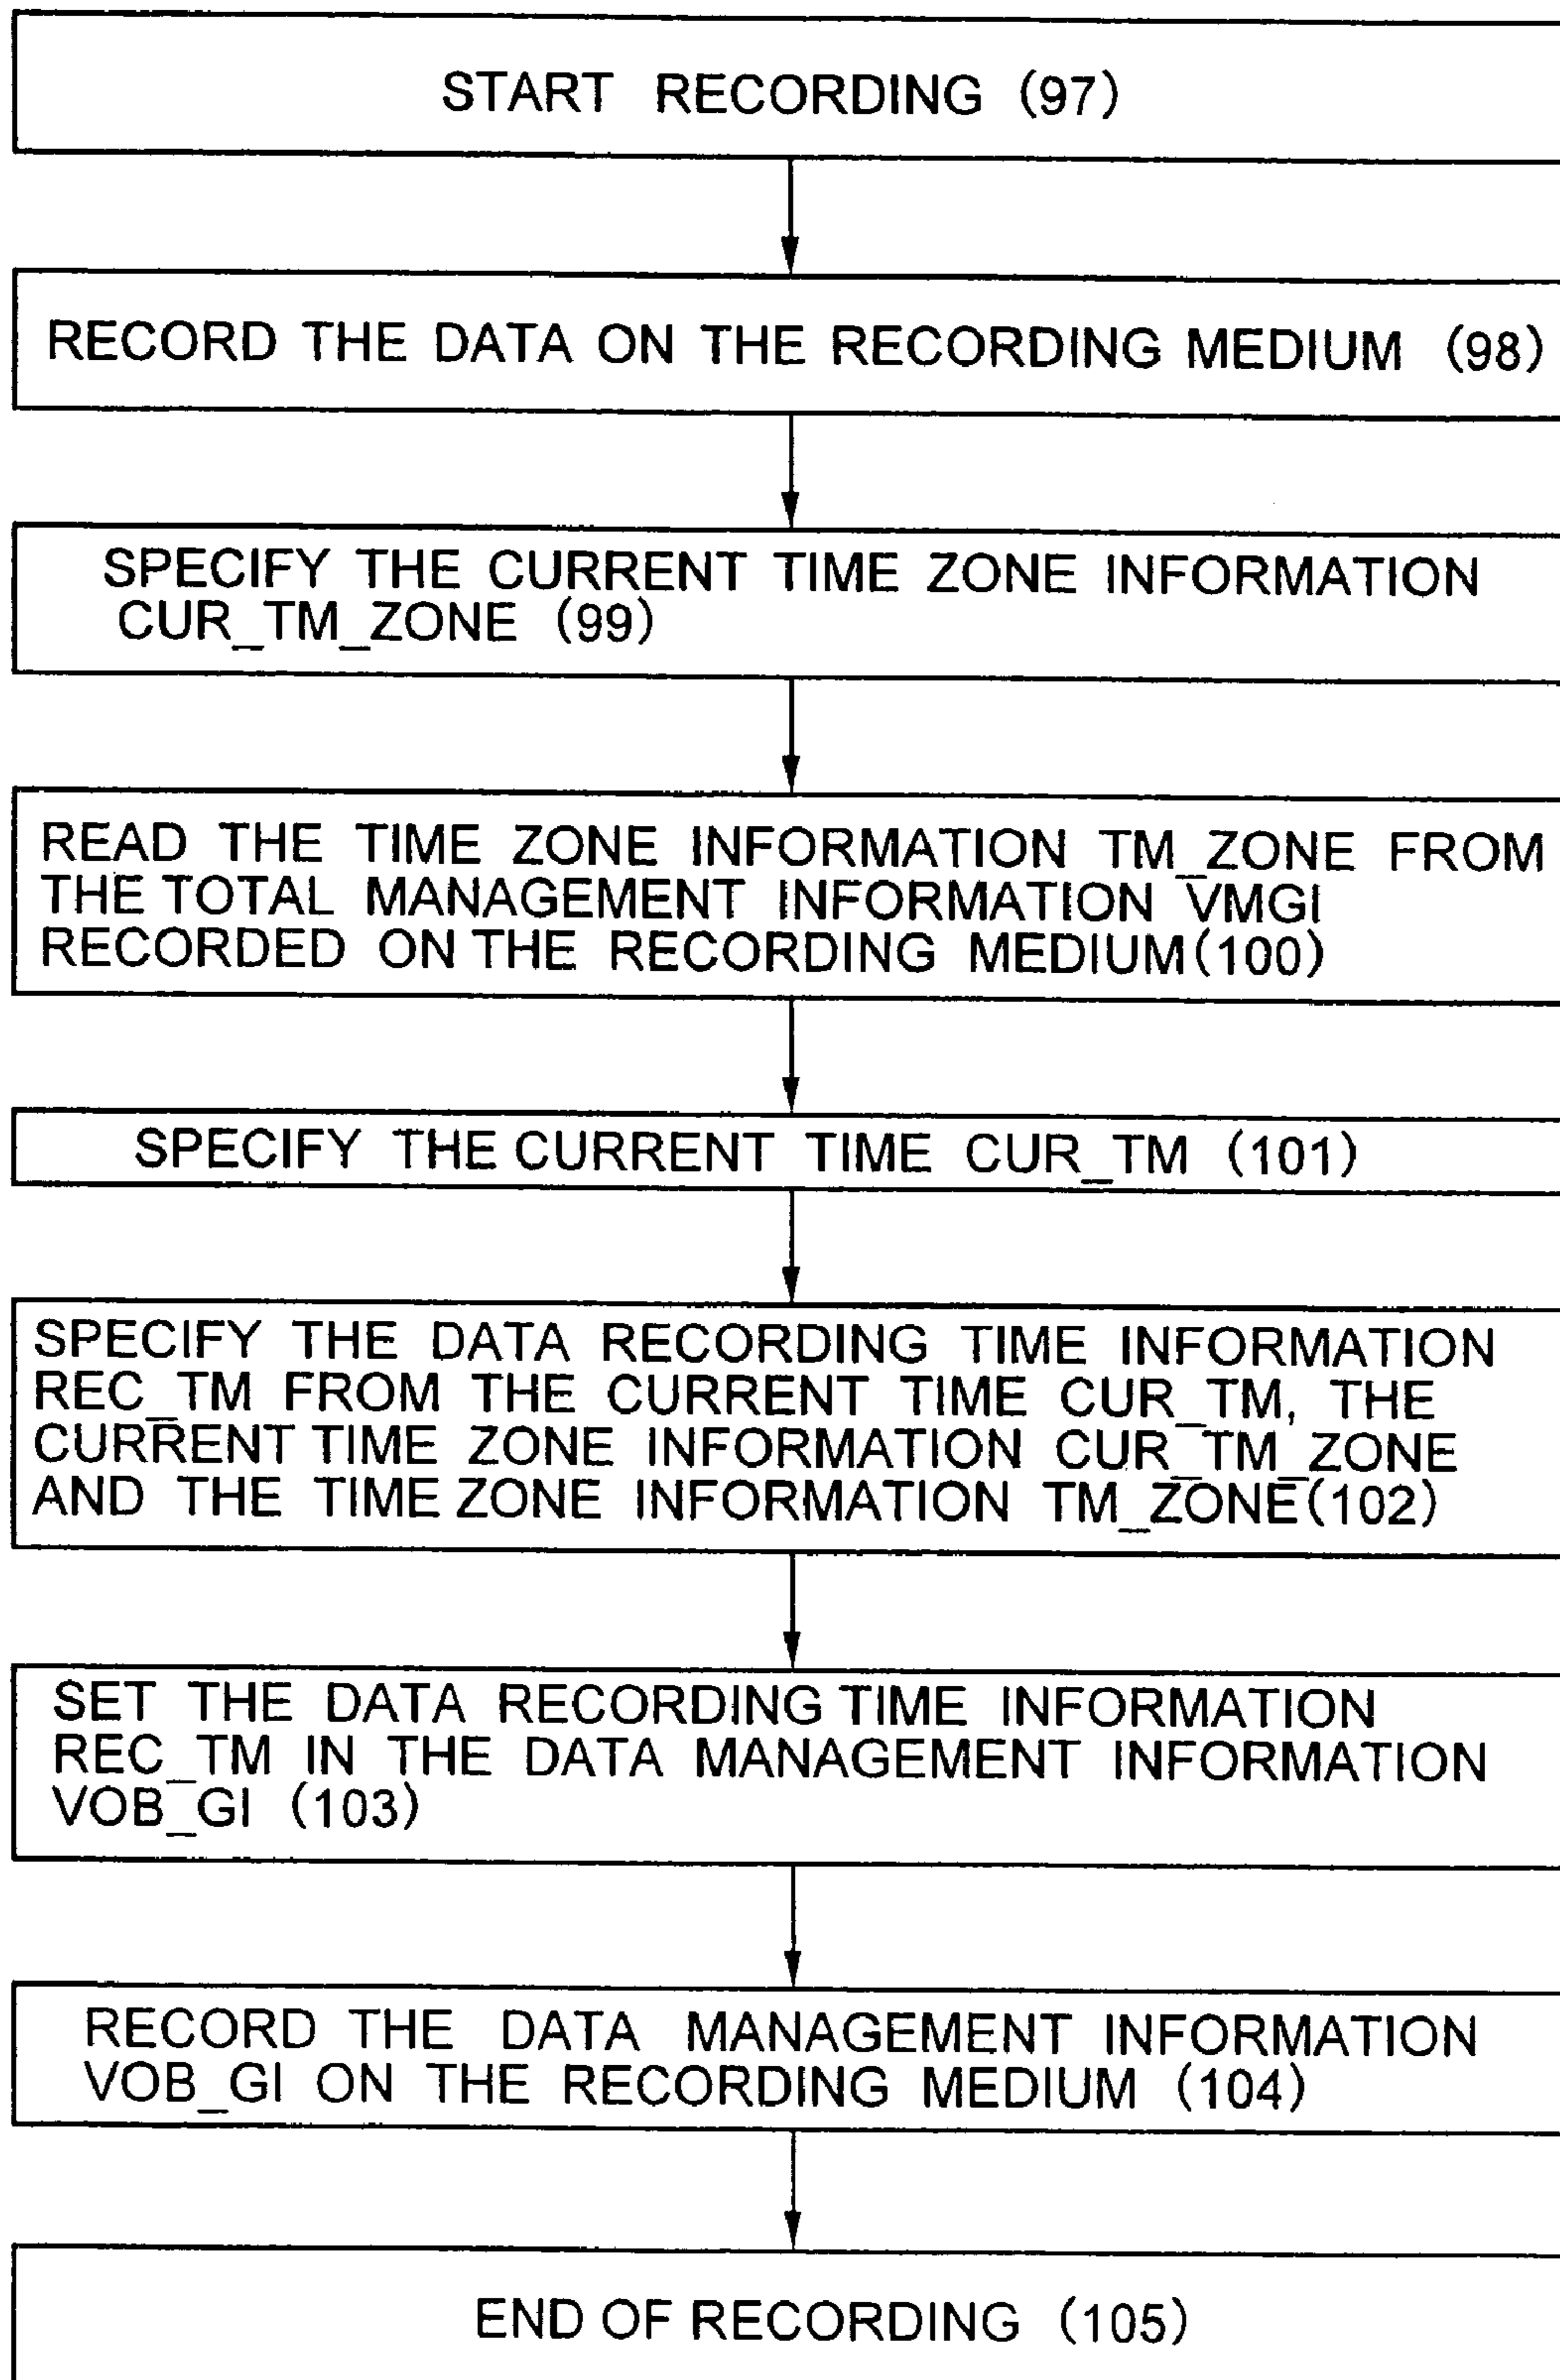 START RECORDING (97)
RECORD THE DATA ON THE RECORDING MEDIUM (98)
SPECIFY THE CURRENT TIME ZONE INFORMATION
CUR_TM_ZONE (99)
READ THE TIME ZONE INFORMATION TM_ZONE FROM
THE TOTAL MANAGEMENT INFORMATION VMGI
RECORDED ON THE RECORDING MEDIUM(100)
SPECIFY THE CURRENT TIME CUR_TM (101)
SPECIFY THE DATA RECORDING TIME INFORMATION
REC_TM FROM THE CURRENT TIME CUR_TM, THE
CURRENT TIME ZONE INFORMATION CUR_TM_ZONE
AND THE TIME ZONE INFORMATION TM_ZONE(102)
SET THE DATA RECORDING TIME INFORMATION
REC_TM IN THE DATA MANAGEMENT INFORMATION
VOB_GI (103)
RECORD THE DATA MANAGEMENT INFORMATION
VOB_GI ON THE RECORDING MEDIUM (104)
END OF RECORDING (105)